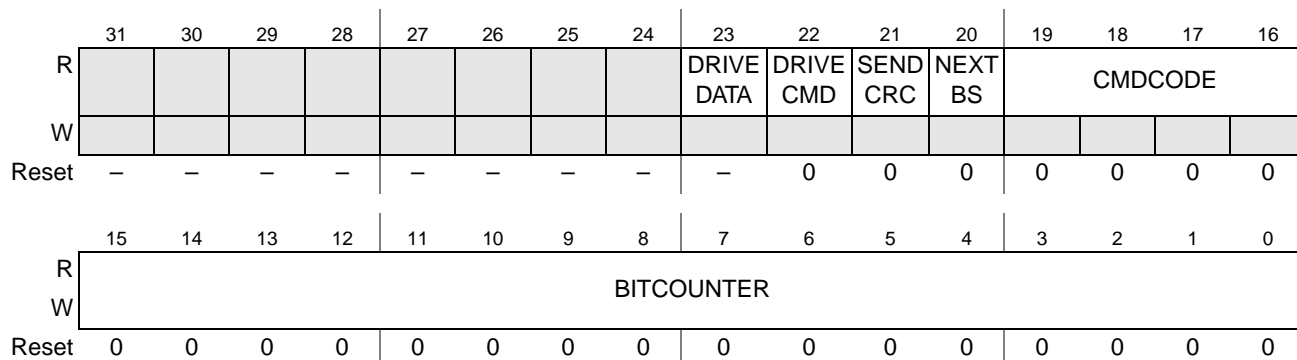 31 30 29 28 27 26 25 24 23 22 21 20 19 18 17 16
R DRIVE DATA DRIVE CMD SEND CRC NEXT BS CMDCODE
W
Reset – – – – – – – – – 0 0 0 0 0 0 0
15 14 13 12 11 10 9 8 7 6 5 4 3 2 1 0
R
BITCOUNTER
W
Reset 0 0 0 0 0 0 0 0 0 0 0 0 0 0 0 0